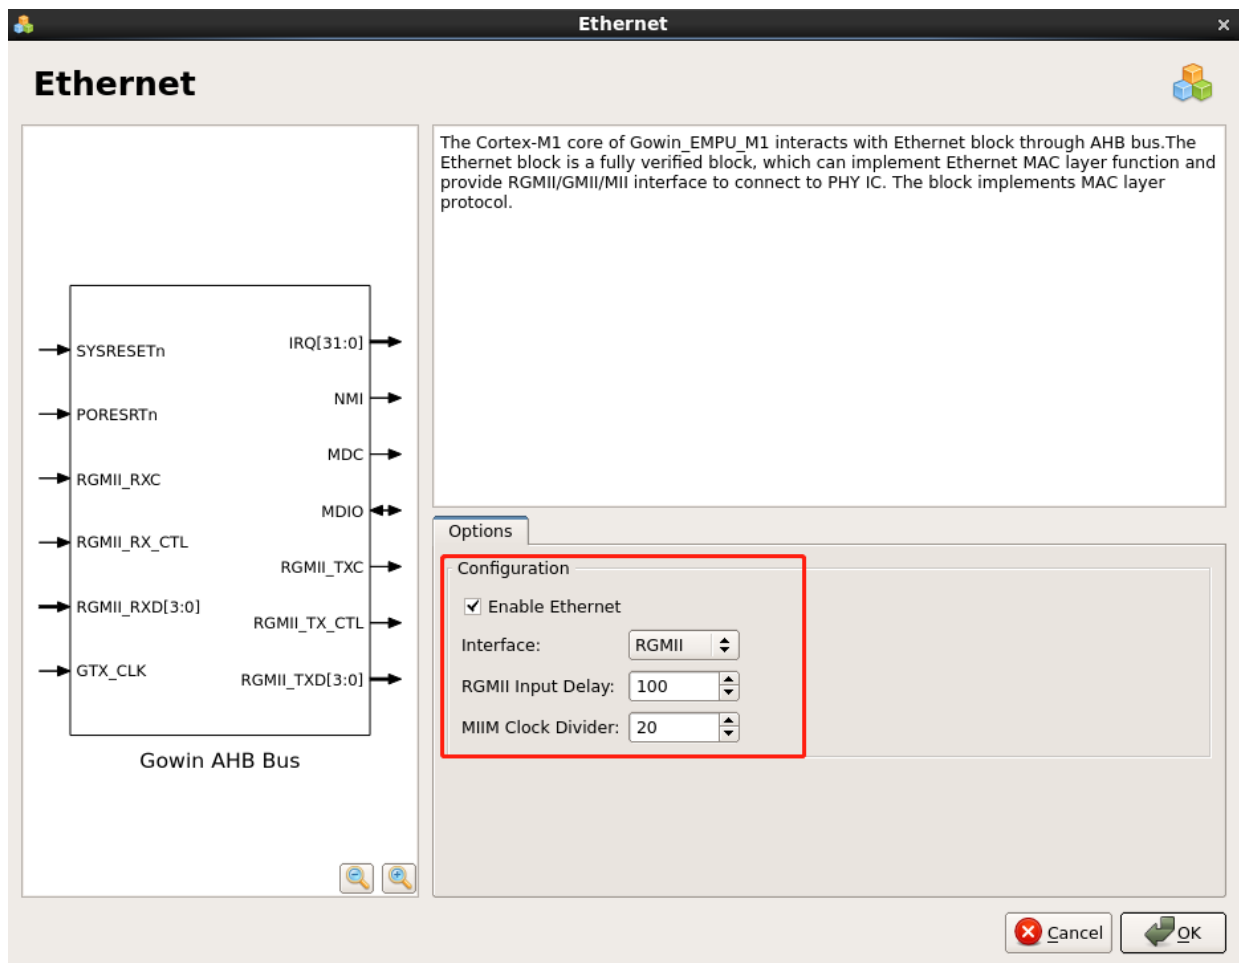 Ethernet
Ethernet
The Cortex-M1 core of Gowin_EMPU_M1 interacts with Ethernet block through AHB bus.The
Ethernet block is a fully verified block, which can implement Ethernet MAC layer function and
provide RGMII/GMII/MII interface to connect to PHY IC. The block implements MAC layer
protocol.
SYSRESETn
PORESRTn
RGMII_RXC
RGMII_RX_CTL
RGMII_RXD[3:0]
GTX_CLK
IRQ[31:0]
NMI
MDC
MDIO
RGMII_TXC
RGMII_TX_CTL
RGMII_TXD[3:0]
Gowin AHB Bus
Options
Configuration
Enable Ethernet
Interface: RGMII
RGMII Input Delay: 100
MIIM Clock Divider: 20
Cancel
OK